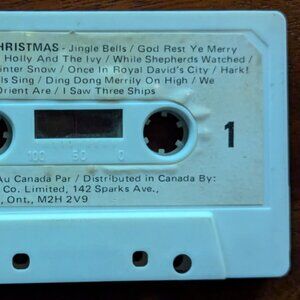 CHRISTMAS - Jingle Bells / God Rest Ye Merry
Holly And The Ivy / While Shepherds Watched /
inter Snow / Once In Royal David's City / Hark!
ls Sing / Ding Dong Merrily On High / We
Orient Are / I Saw Three Ships
100 50 0
1
Au Canada Par / Distributed in Canada By:
Co. Limited, 142 Sparks Ave.,
, Ont., M2H 2V9